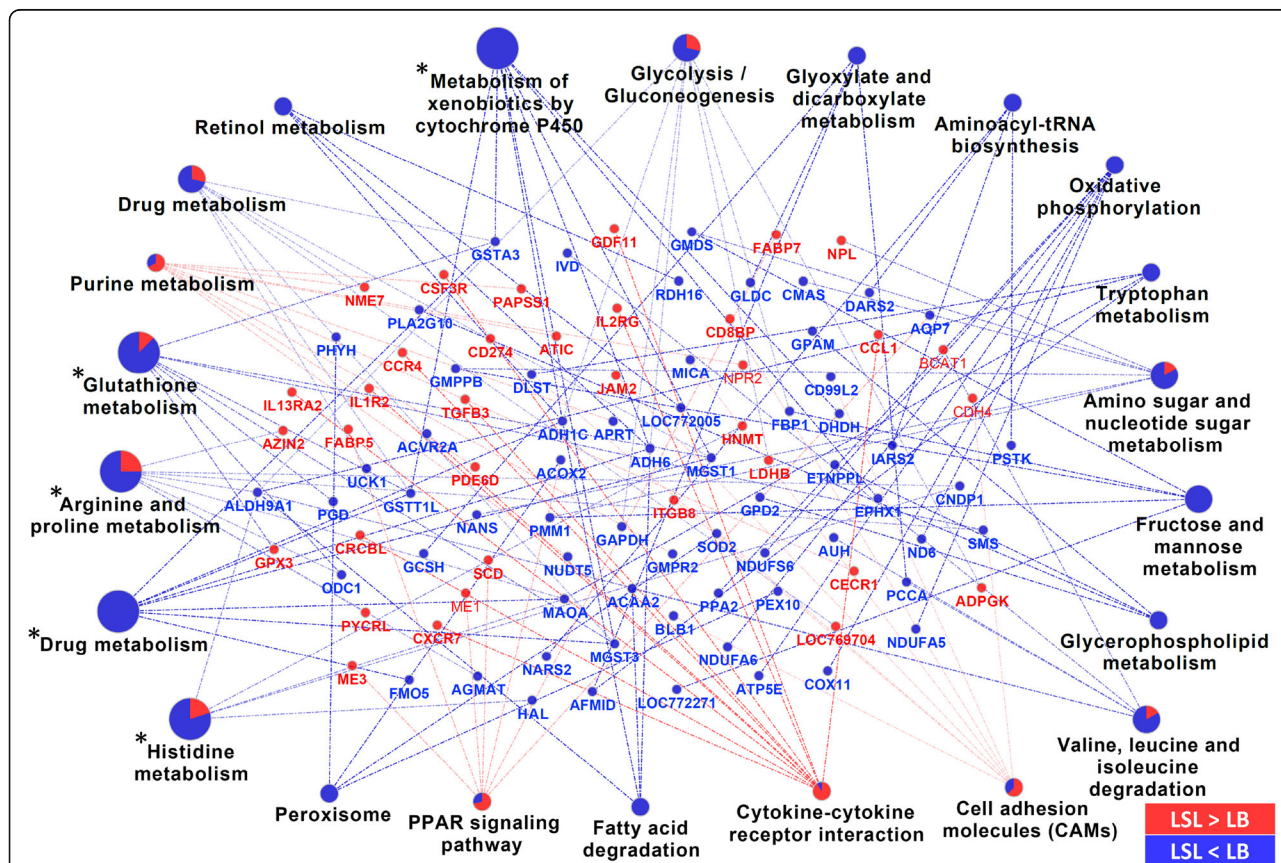 *Metabolism of
xenobiotics by
cytochrome P450
Glycolysis /
Gluconeogenesis
Glyoxylate and
dicarboxylate
metabolism
Aminoacyl-tRNA
biosynthesis
Retinol metabolism
Oxidative
phosphorylation
Drug metabolism
Purine metabolism
Tryptophan
metabolism
*Glutathione
metabolism
Amino sugar and
nucleotide sugar
metabolism
*Arginine and
proline metabolism
Fructose and
mannose
metabolism
*Drug metabolism
Glycerophospholipid
metabolism
*Histidine
metabolism
Valine, leucine and
isoleucine
degradation
Peroxisome
PPAR signaling
pathway
Fatty acid
degradation
Cytokine-cytokine
receptor interaction
Cell adhesion
molecules (CAMs)
GSTA3
IVD
GDF11
GMDS
FABP7
NPL
NME7
CSF3R
PAPSS1
RDH16
GLDC
CMAS
DARS2
PLA2G10
IL2RG
CD8BP
GPAM
AQP7
PHYH
CCR4
CD274
ATIC
CCL1
BCAT1
GMPPB
DLST
JAM2
MICA
NPR2
CD99L2
IL13RA2
IL1R2
TGFB3
LOC772005
FBP1
DHDH
CDH4
AZIN2
FABP5
ACVR2A
ADH1C
APRT
HNMT
ADH6
MGST1
LDHB
ETNPPL
IARS2
PSTK
UCK1
PDE6D
ACOX2
ALDH9A1
PGD
GSTT1L
NANS
PMM1
GAPDH
ITGB8
GPD2
EPHX1
CNDP1
GPX3
CRCBL
GCSH
SCD
NUDT5
GMPR2
SOD2
NDUFS6
AUH
ND6
SMS
ODC1
ME1
MAOA
ACAA2
PPA2
PEX10
CECR1
PCCA
ADPGK
PYCRL
CXCR7
MGST3
BLB1
NDUFA6
LOC769704
NDUFA5
ME3
FMO5
AGMAT
NARS2
HAL
AFMID
LOC772271
ATP5E
COX11
LSL > LB
LSL < LB